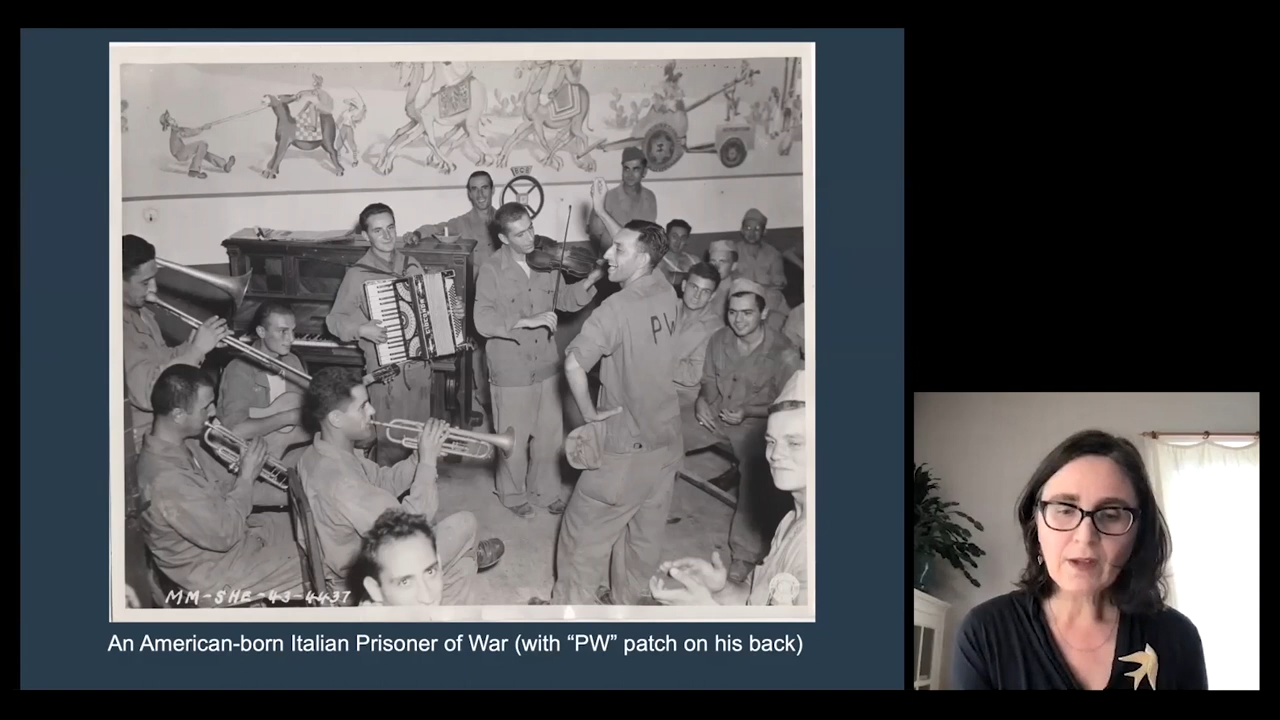 PW
MM-SHE-43-4437
An American-born Italian Prisoner of War (with “PW” patch on his back)